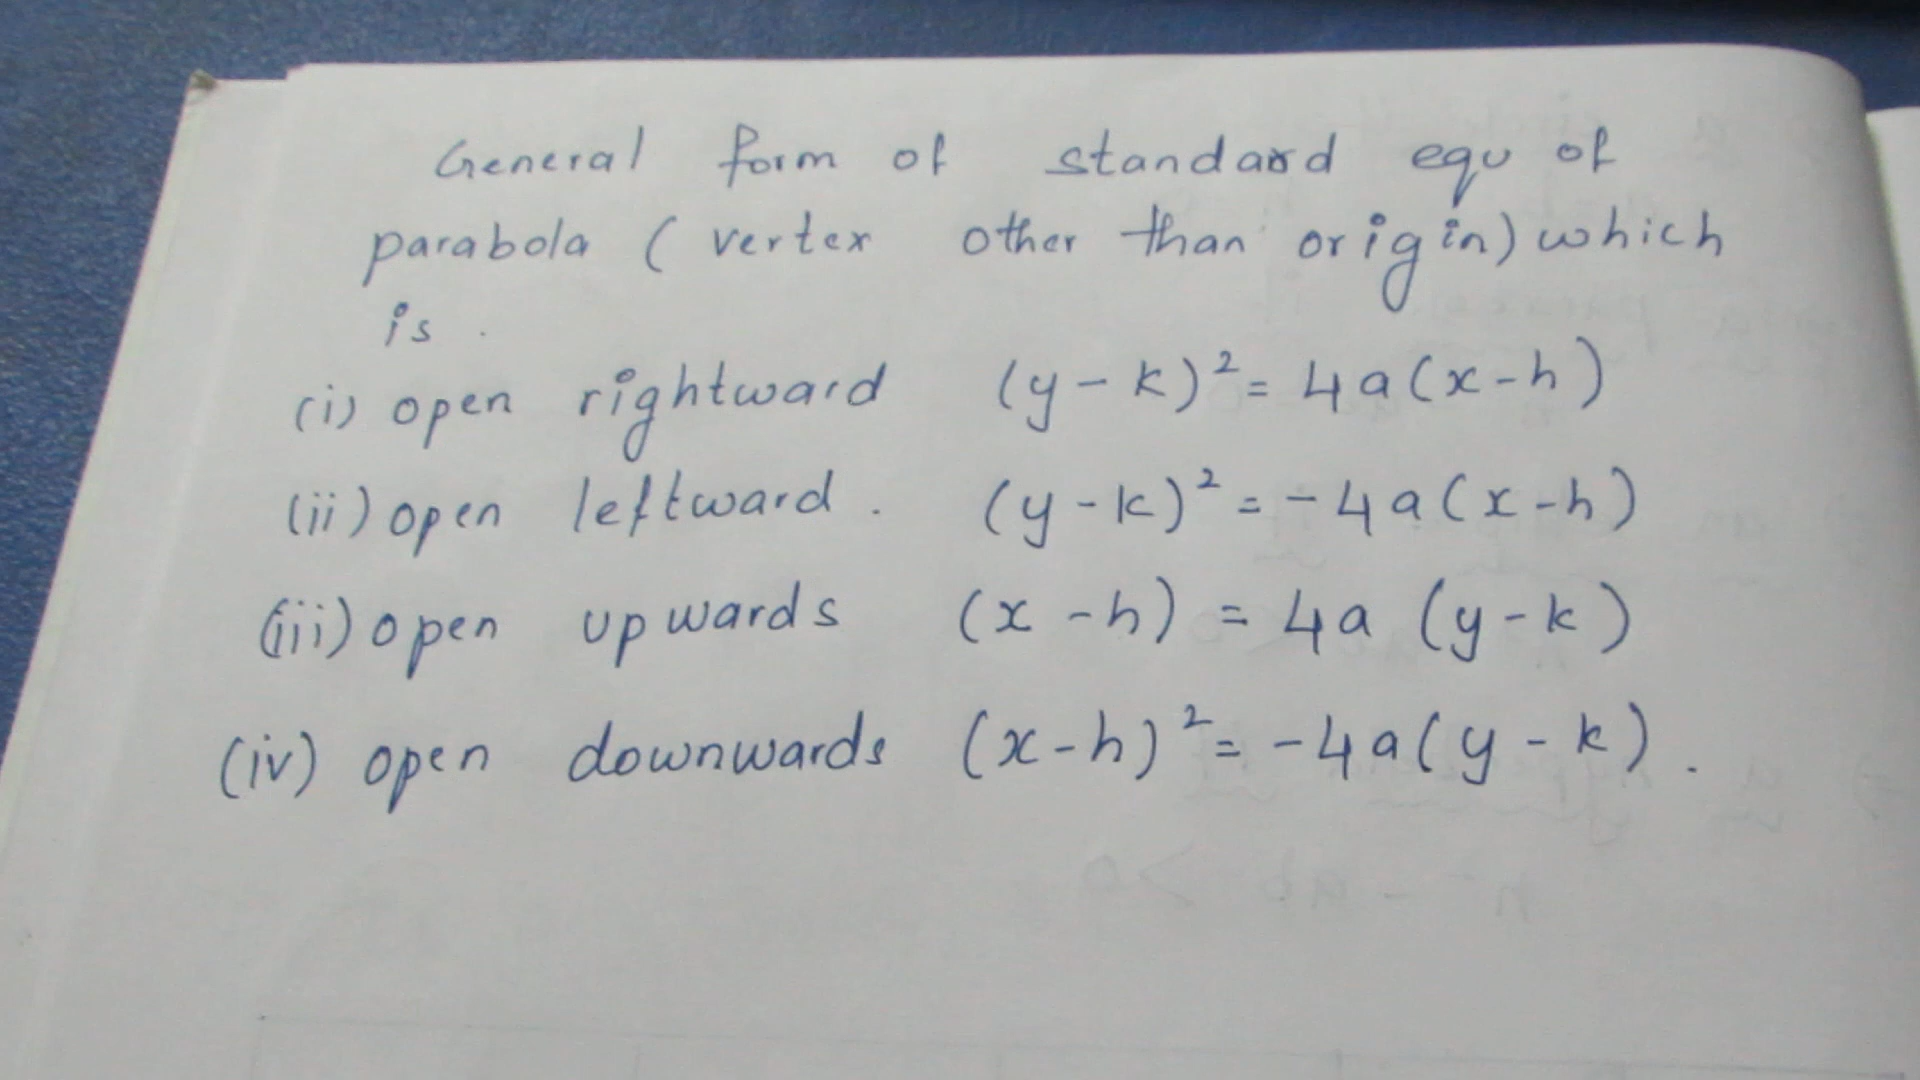 General form of standard equ of
parabola ( vertex other than origin) which
is .
(i) open rightward (y - k)² = 4a(x-h)
(ii) open leftward . (y-k)² = -4a(x-h)
(iii) open upwards (x -h) = 4a (y-k)
(iv) open downwards (x-h)² = -4a(y - k) .